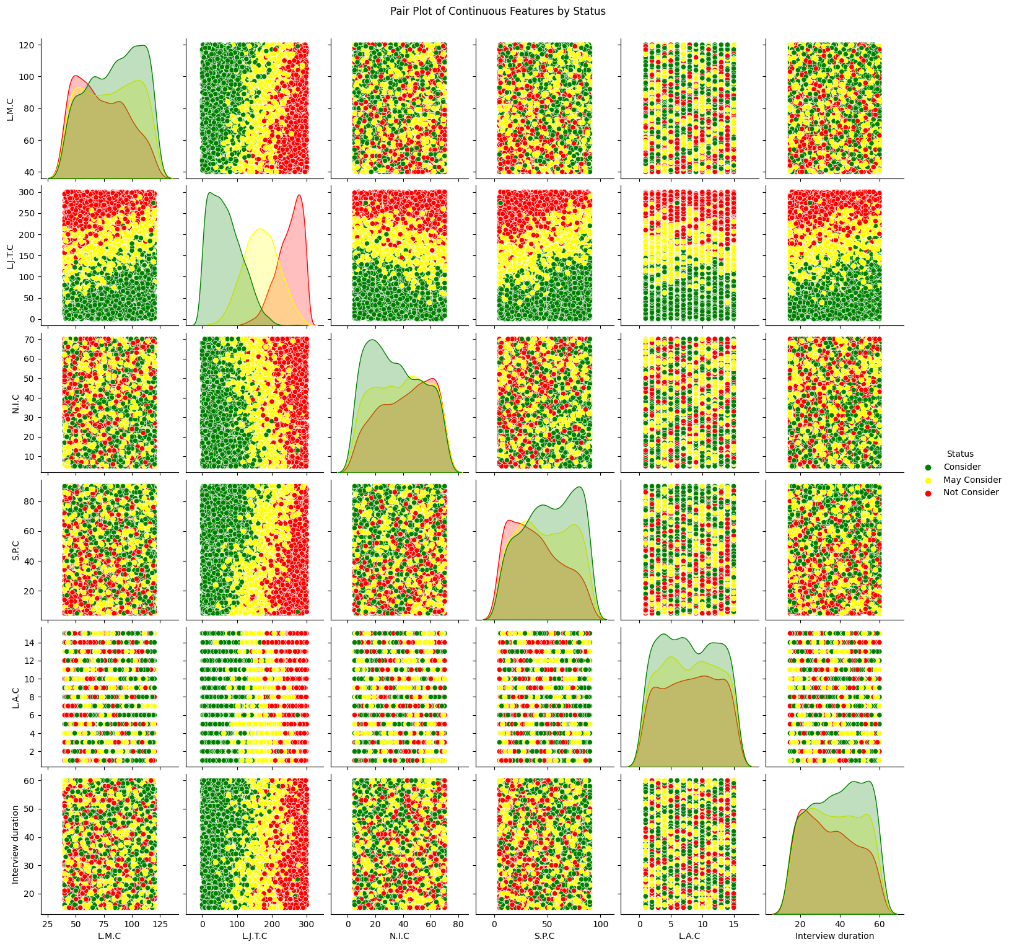 Pair Plot of Continuous Features by Status
120
100
80
60
40
L.M.C
300
250
200
150
100
50
0
L.J.T.C
70
60
50
40
30
20
10
N.I.C
80
60
40
20
S.P.C
14
12
10
8
6
4
2
L.A.C
60
50
40
30
20
Interview duration
25 50 75 100 125
L.M.C
0 100 200 300
L.J.T.C
0 20 40 60 80
N.I.C
0 50 100
S.P.C
0 5 10 15
L.A.C
20 40 60
Interview duration
Status
Consider
May Consider
Not Consider